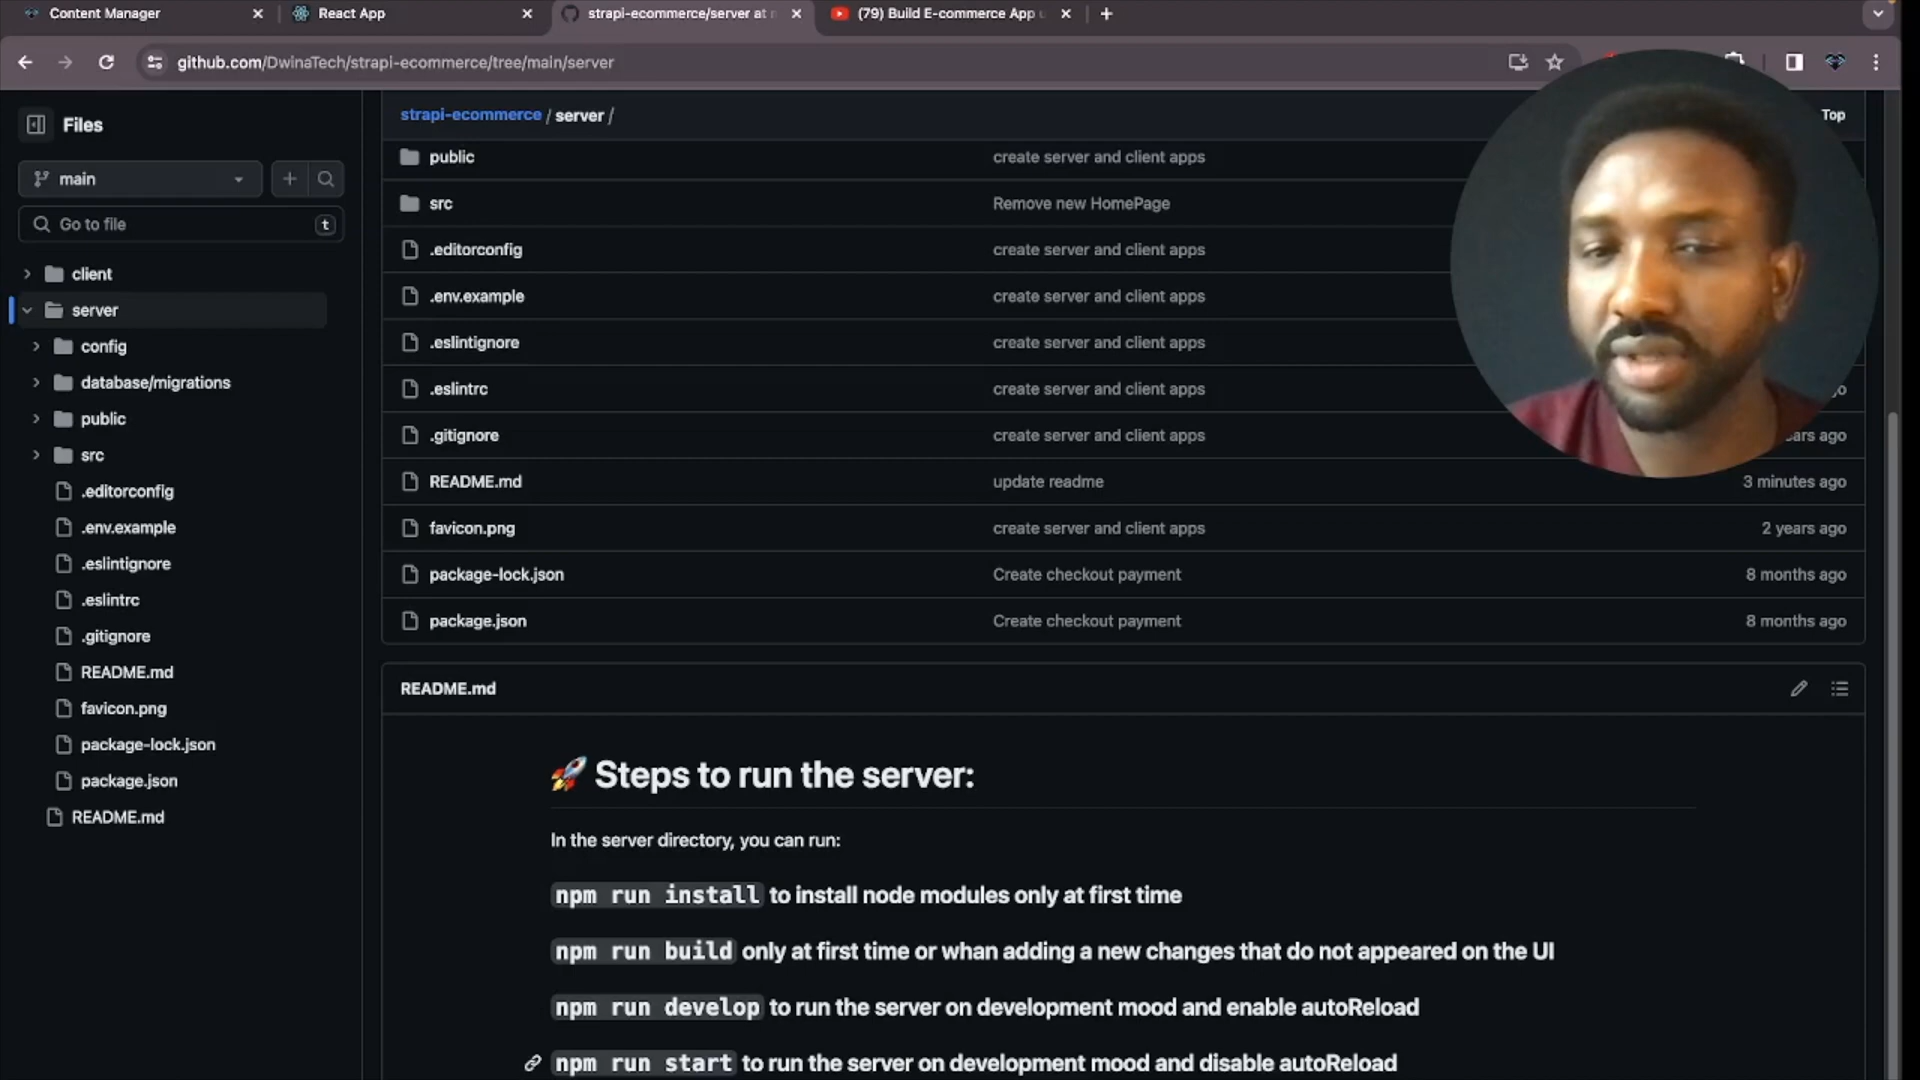 Content Manager
React App
strapi-ecommerce/server at
(79) Build E-commerce App
github.com/DwinaTech/strapi-ecommerce/tree/main/server
Files
main
Go to file
t
client
server
config
database/migrations
public
src
.editorconfig
.env.example
.eslintignore
.eslintrc
.gitignore
README.md
favicon.png
package-lock.json
package.json
README.md
strapi-ecommerce / server /
Top
public create server and client apps
src Remove new HomePage
.editorconfig create server and client apps
.env.example create server and client apps
.eslintignore create server and client apps
.eslintrc create server and client apps
.gitignore create server and client apps ago
README.md update readme 3 minutes ago
favicon.png create server and client apps 2 years ago
package-lock.json Create checkout payment 8 months ago
package.json Create checkout payment 8 months ago
README.md
🚀 Steps to run the server:
In the server directory, you can run:
npm run install to install node modules only at first time
npm run build only at first time or whan adding a new changes that do not appeared on the UI
npm run develop to run the server on development mood and enable autoReload
npm run start to run the server on development mood and disable autoReload